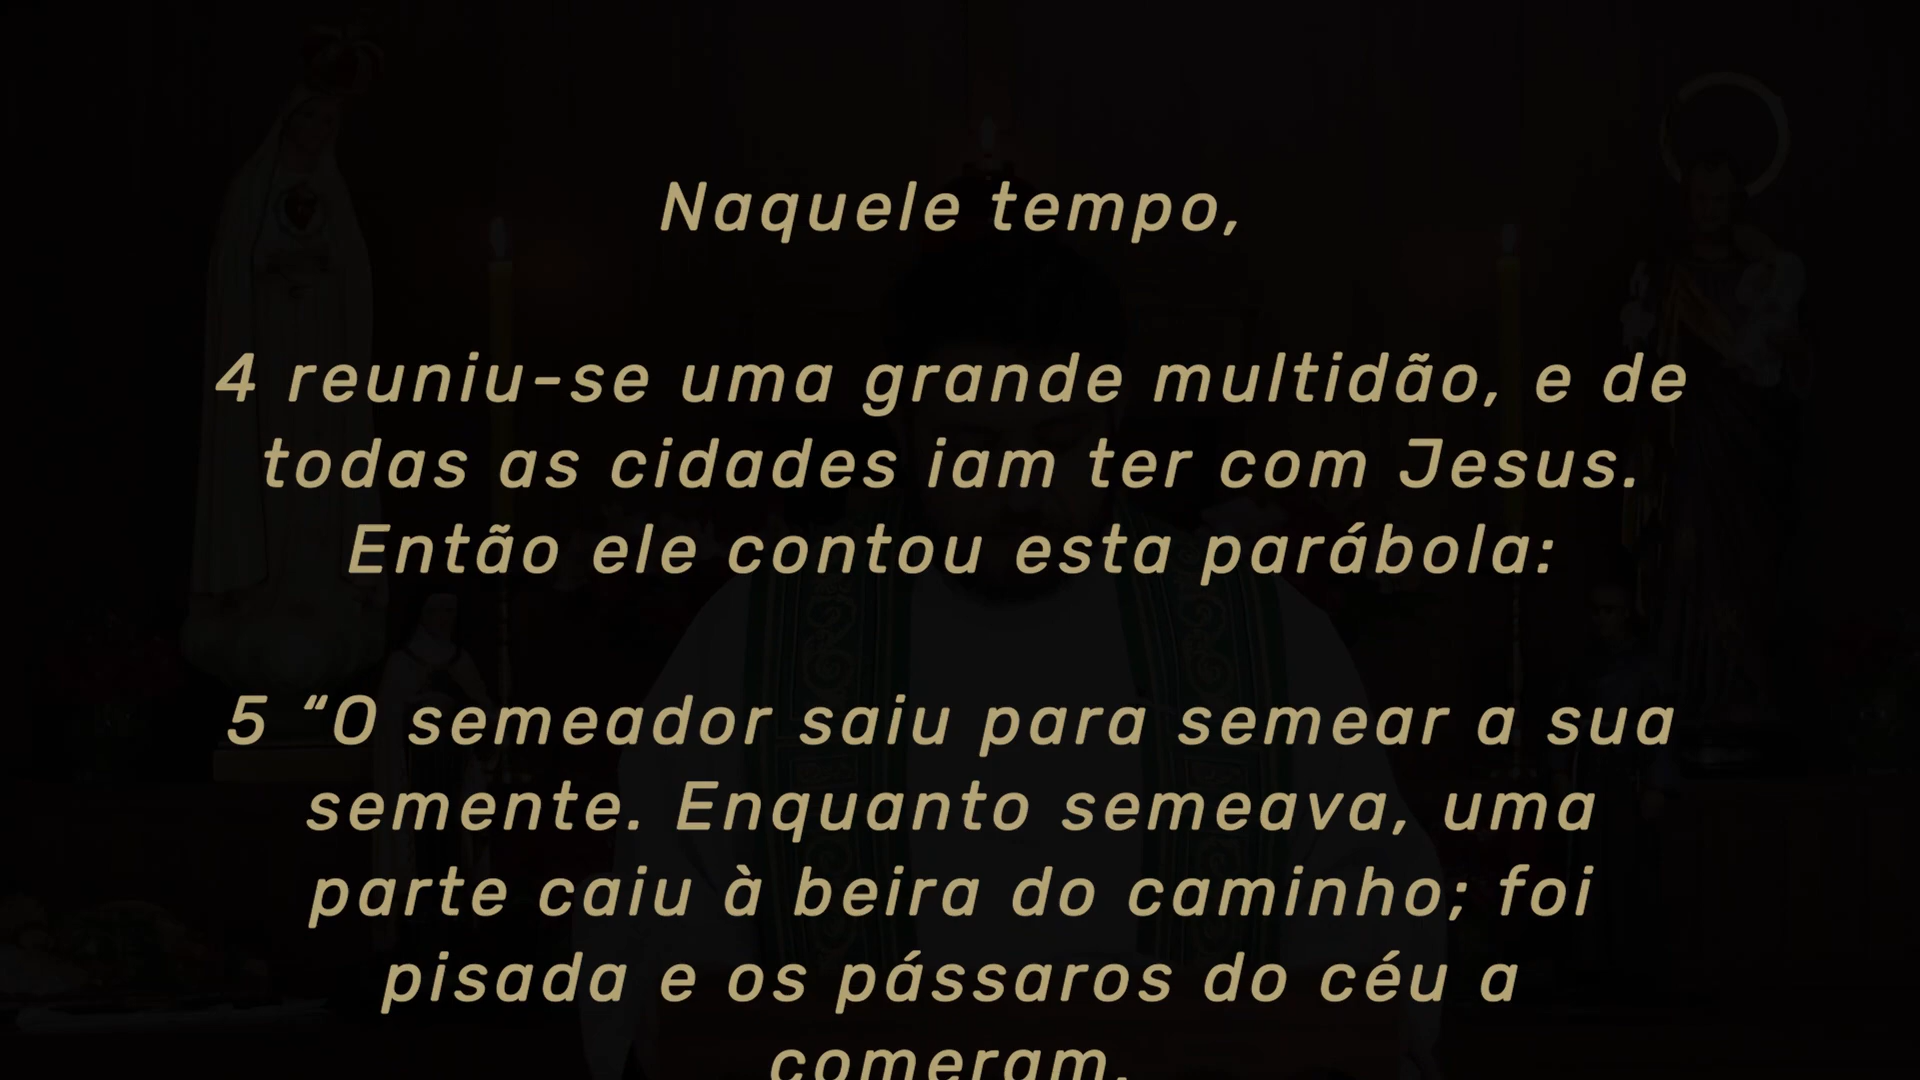 Naquele tempo,
4 reuniu-se uma grande multidão, e de
todas as cidades iam ter com Jesus.
Então ele contou esta parábola:
5 “O semeador saiu para semear a sua
semente. Enquanto semeava, uma
parte caiu à beira do caminho; foi
pisada e os pássaros do céu a
comeram.